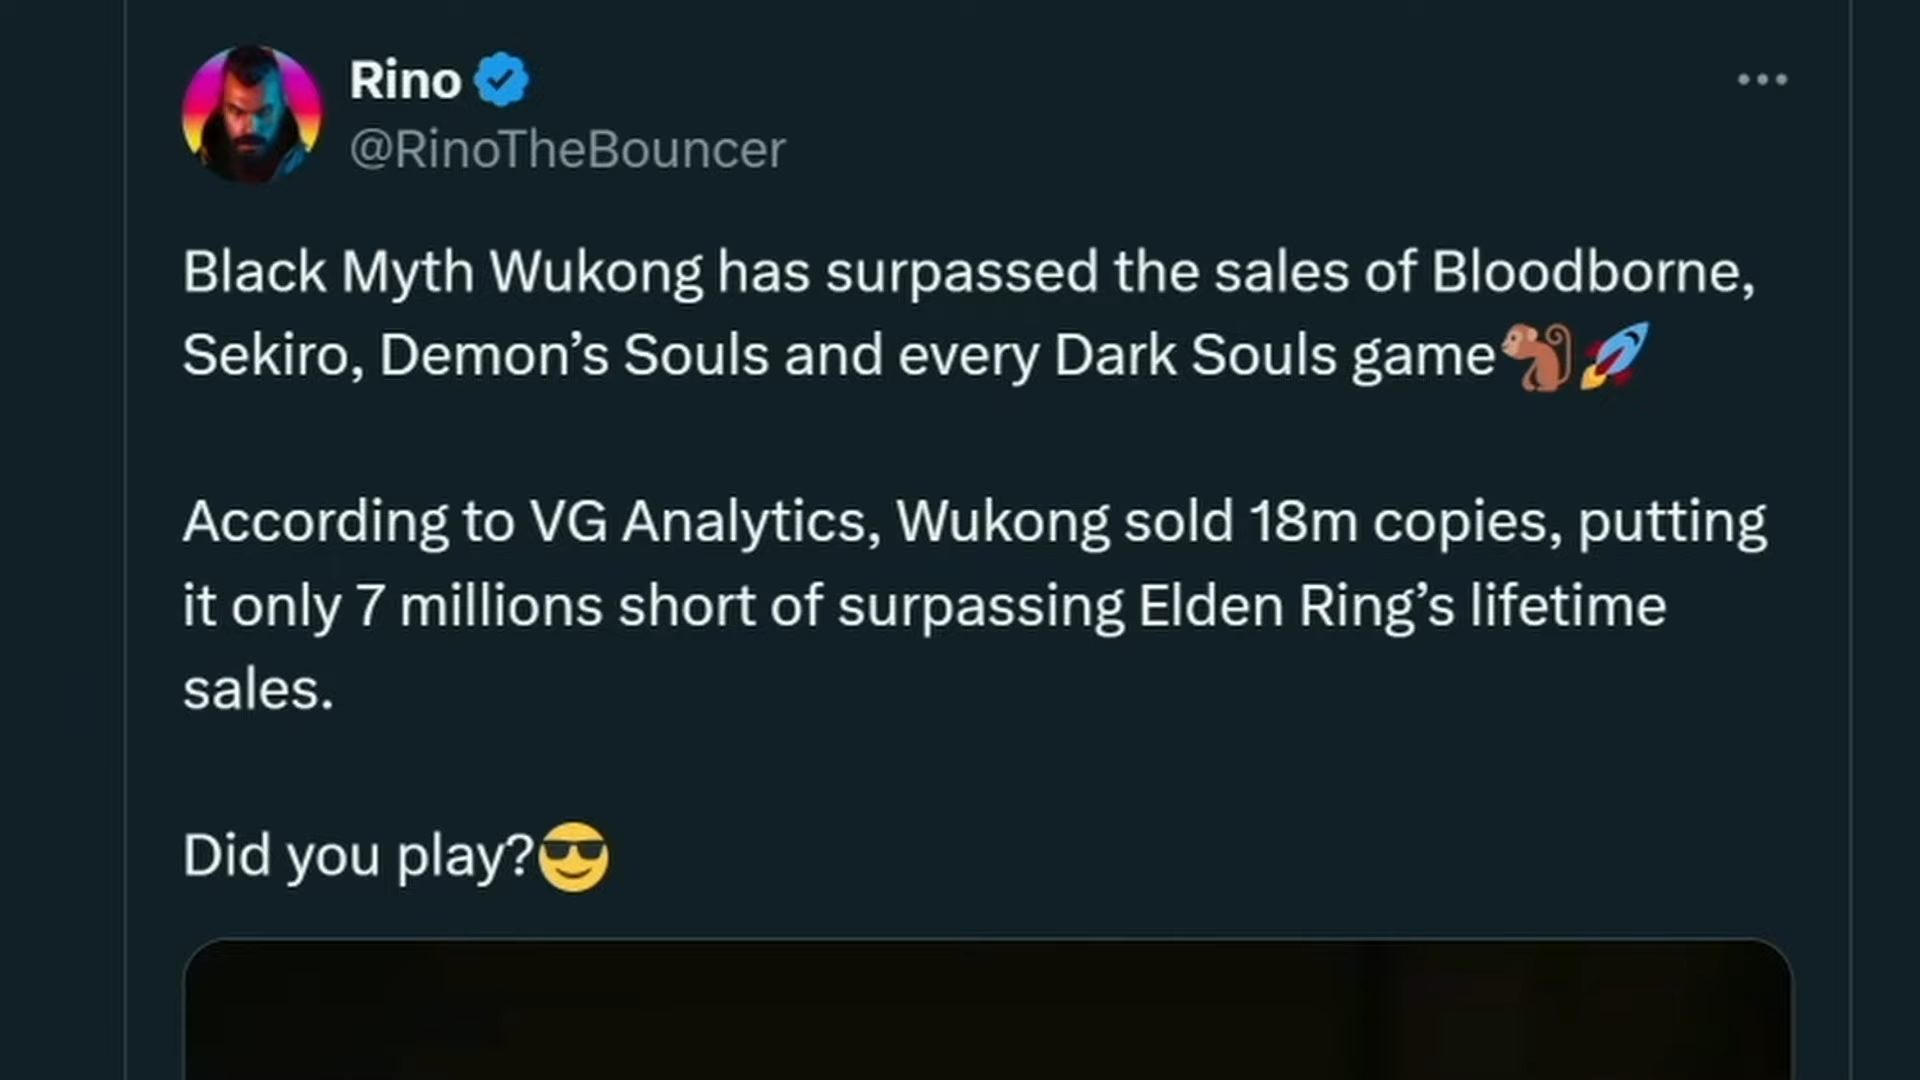 Rino
@RinoTheBouncer
Black Myth Wukong has surpassed the sales of Bloodborne,
Sekiro, Demon’s Souls and every Dark Souls game🐒🚀
According to VG Analytics, Wukong sold 18m copies, putting
it only 7 millions short of surpassing Elden Ring’s lifetime
sales.
Did you play?😎